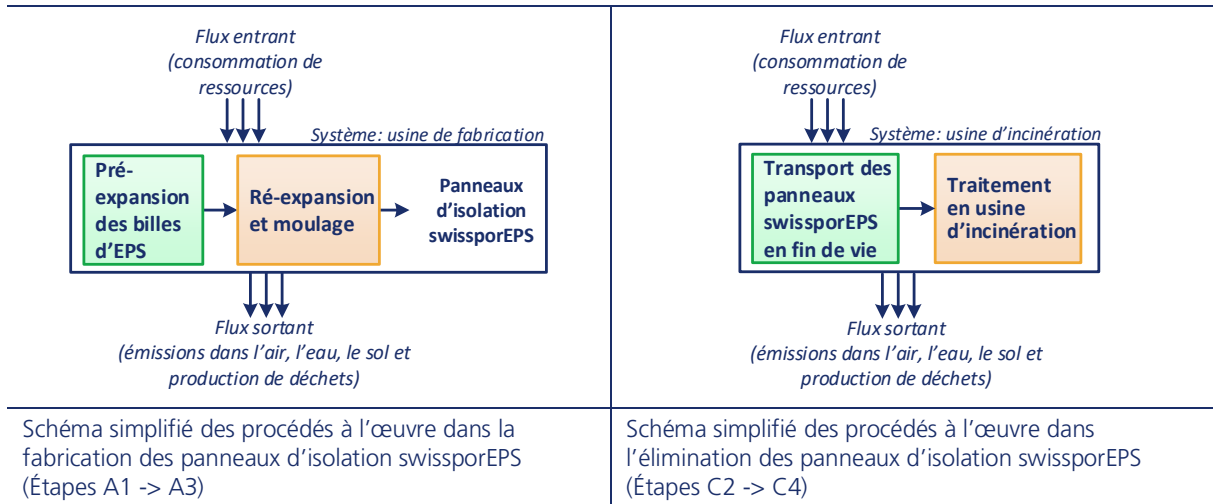 Flux entrant
(consommation de
ressources)
Système: usine de fabrication
Pré-
expansion
des billes
d'EPS
Ré-expansion
et moulage
Panneaux
d'isolation
swissporEPS
Flux sortant
(émissions dans l'air, l'eau, le sol et
production de déchets)
Schéma simplifié des procédés à l'œuvre dans la
fabrication des panneaux d'isolation swissporEPS
(Étapes A1 -> A3)
Flux entrant
(consommation de
ressources)
Système: usine d'incinération
Transport des
panneaux
swissporEPS
en fin de vie
Traitement
en usine
d'incinération
Flux sortant
(émissions dans l'air, l'eau, le sol et
production de déchets)
Schéma simplifié des procédés à l'œuvre dans
l'élimination des panneaux d'isolation swissporEPS
(Étapes C2 -> C4)